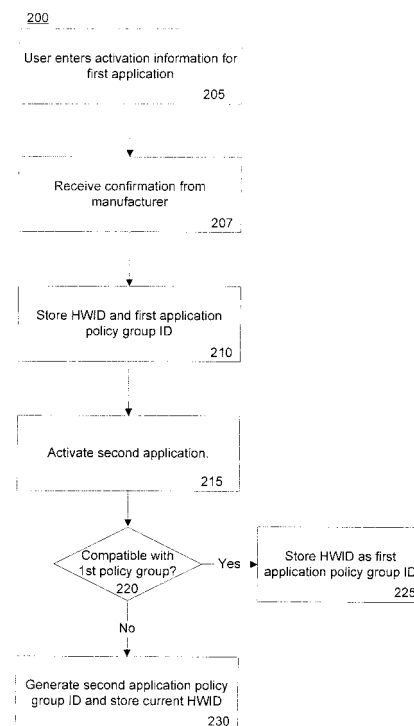 200
User enters activation information for
first application
205
Receive confirmation from
manufacturer
207
Store HWID and first application
policy group ID
210
Activate second application.
215
Compatible with
1st policy group?
220
Yes
Store HWID as first
application policy group ID
225
No
Generate second application policy
group ID and store current HWID
230